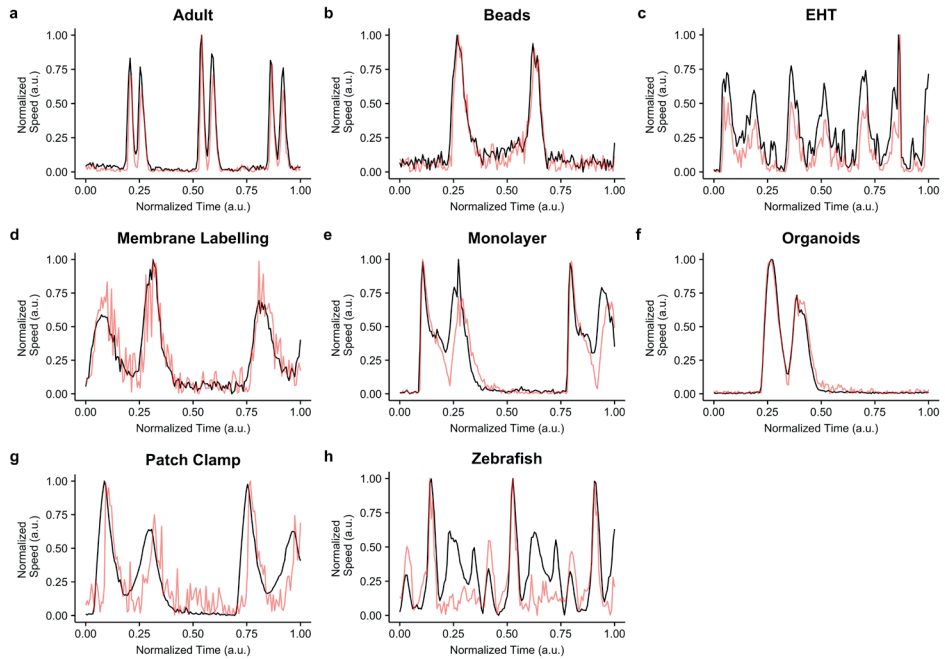 a
Adult
Normalized
Speed (a.u.)
1.00
0.75
0.50
0.25
0.00
0.00 0.25 0.50 0.75 1.00
Normalized Time (a.u.)
b
Beads
Normalized
Speed (a.u.)
1.00
0.75
0.50
0.25
0.00
0.00 0.25 0.50 0.75 1.00
Normalized Time (a.u.)
c
EHT
Normalized
Speed (a.u.)
1.00
0.75
0.50
0.25
0.00
0.00 0.25 0.50 0.75 1.00
Normalized Time (a.u.)
d
Membrane Labelling
Normalized
Speed (a.u.)
1.00
0.75
0.50
0.25
0.00
0.00 0.25 0.50 0.75 1.00
Normalized Time (a.u.)
e
Monolayer
Normalized
Speed (a.u.)
1.00
0.75
0.50
0.25
0.00
0.00 0.25 0.50 0.75 1.00
Normalized Time (a.u.)
f
Organoids
Normalized
Speed (a.u.)
1.00
0.75
0.50
0.25
0.00
0.00 0.25 0.50 0.75 1.00
Normalized Time (a.u.)
g
Patch Clamp
Normalized
Speed (a.u.)
1.00
0.75
0.50
0.25
0.00
0.00 0.25 0.50 0.75 1.00
Normalized Time (a.u.)
h
Zebrafish
Normalized
Speed (a.u.)
1.00
0.75
0.50
0.25
0.00
0.00 0.25 0.50 0.75 1.00
Normalized Time (a.u.)